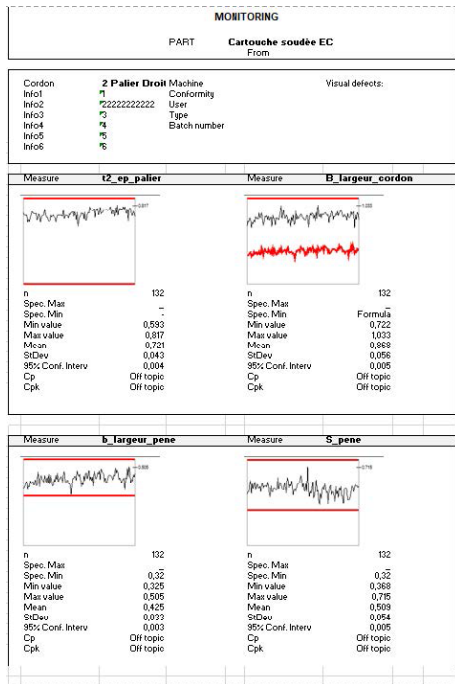 MONITORING
PART Cartouche soudèe EC
From
Cordon 2 Palier Droit Machine Visual defects:
Info1 1 Conformity
Info2 22222222222 User
Info3 3 Type
Info4 4 Batch number
Info5 5
Info6 6
Measure t2_ep_palier Measure B_largeur_cordon
0,817 1,033
n 132 n 132
Spec. Max _ Spec. Max _
Spec. Min - Spec. Min Formula
Min value 0,593 Min value 0,722
Max value 0,817 Max value 1,033
Mean 0,721 Mean 0,868
StDev 0,043 StDev 0,056
95% Conf. Interv 0,004 95% Conf. Interv 0,005
Cp Off topic Cp Off topic
Cpk Off topic Cpk Off topic
Measure b_largeur_pene Measure S_pene
0,715
n 132 n 132
Spec. Max _ Spec. Max _
Spec. Min 0,32 Spec. Min 0,32
Min value 0,325 Min value 0,368
Max value 0,505 Max value 0,715
Mean 0,425 Mean 0,509
StDev 0,033 StDev 0,054
95% Conf. Interv 0,003 95% Conf. Interv 0,005
Cp Off topic Cp Off topic
Cpk Off topic Cpk Off topic